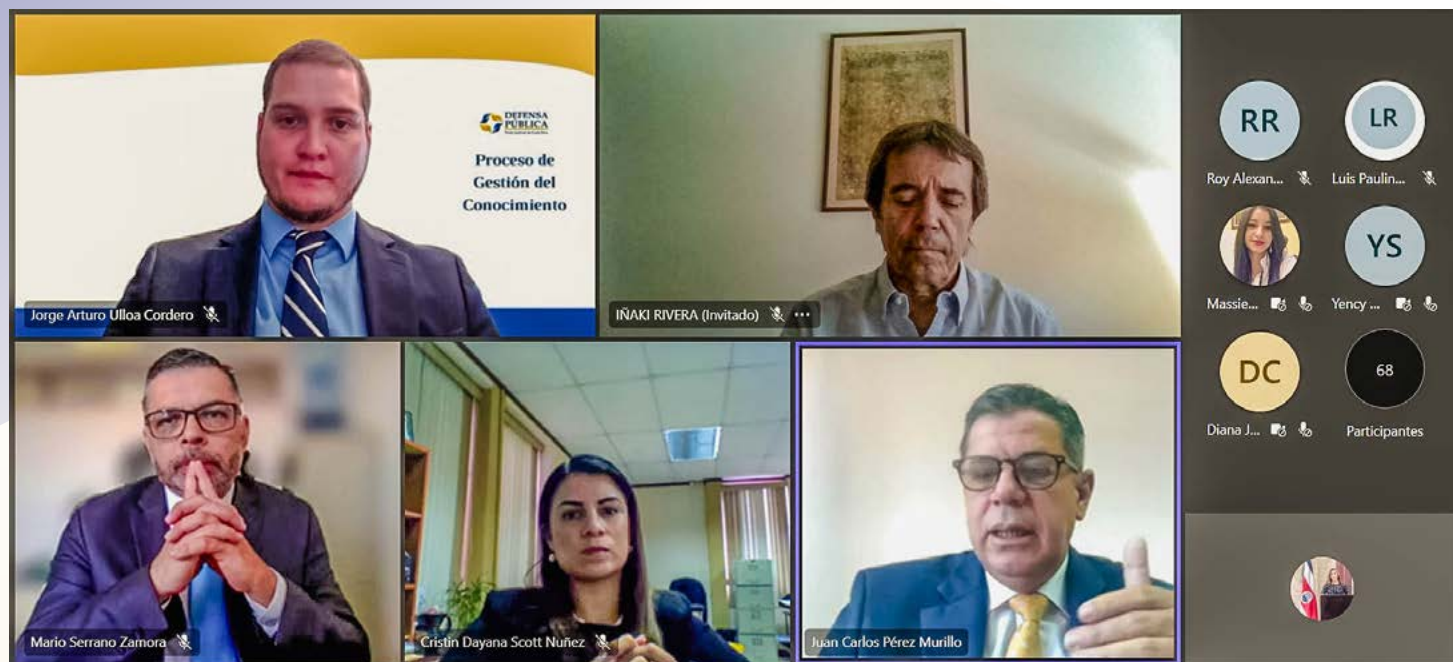 DEFENSA
PÚBLICA
Proceso de
Gestión del
Conocimiento
Jorge Arturo Ulloa Cordero
IÑAKI RIVERA (Invitado)
Mario Serrano Zamora
Cristin Dayana Scott Nuñez
Juan Carlos Pérez Murillo
RR
LR
Roy Alexan...
Luis Paulin...
YS
Massie...
Yency ...
DC
68
Diana J...
Participantes